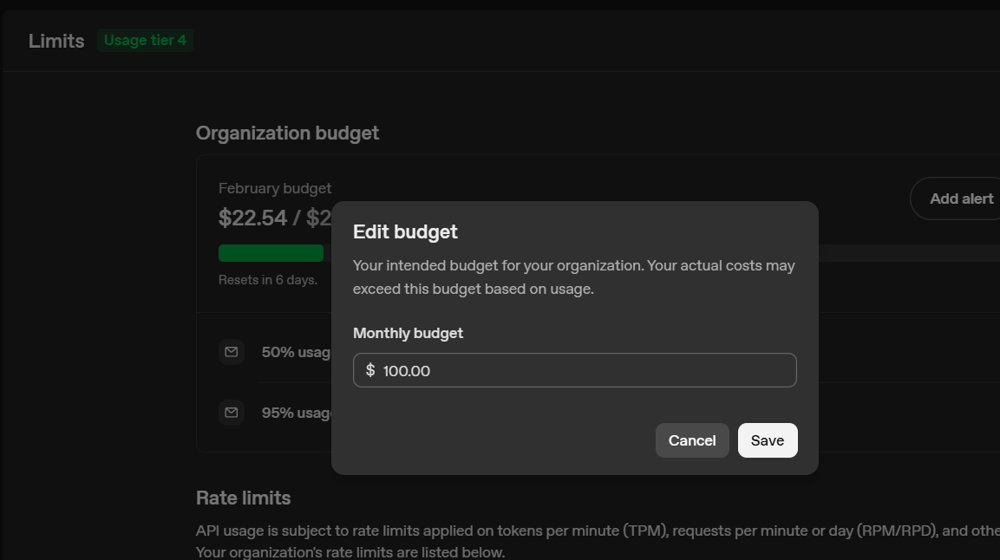 Limits
Usage tier 4
Organization budget
February budget
$22.54 / $2
Add alert
Resets in 6 days.
50% usag
95% usag
Edit budget
Your intended budget for your organization. Your actual costs may
exceed this budget based on usage.
Monthly budget
$ 100.00
Cancel
Save
Rate limits
API usage is subject to rate limits applied on tokens per minute (TPM), requests per minute or day (RPM/RPD), and othe
Your organization's rate limits are listed below.